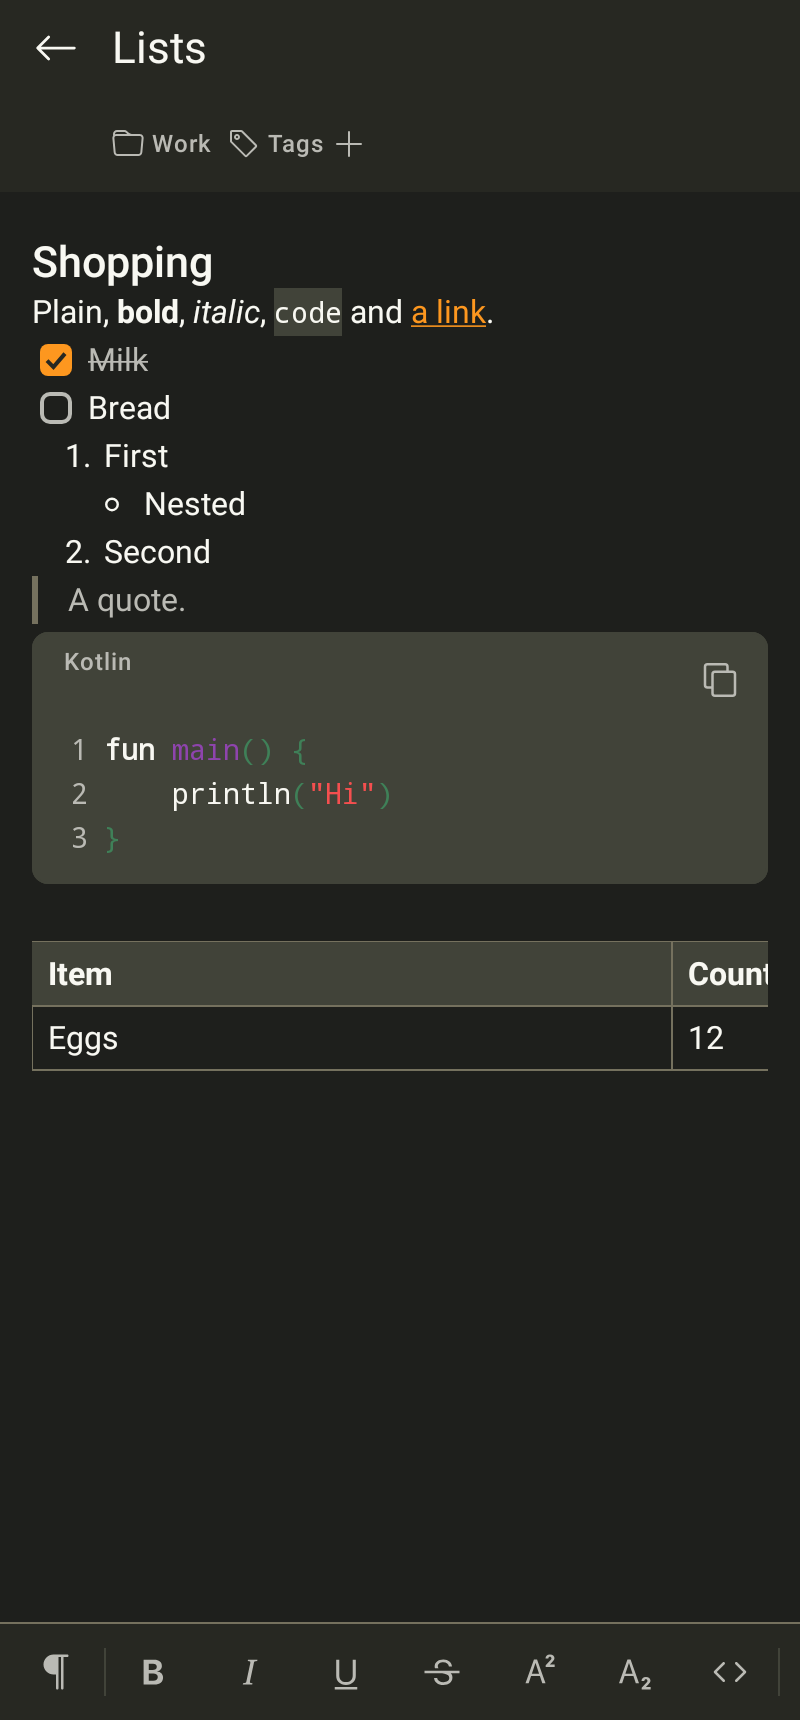 Lists
Work Tags
Shopping
Plain, bold, italic, code and a link.
Milk
Bread
1. First
Nested
2. Second
A quote.
Kotlin
1 fun main() {
2     println("Hi")
3 }
Item Count
Eggs 12
¶ B I U S A² A₂ <>